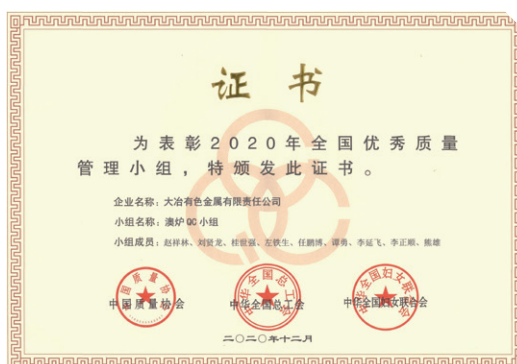 证书
为表彰2020年全国优秀质量
管理小组，特颁发此证书。
企业名称：大冶有色金属有限责任公司
小组名称：澳炉QC小组
小组成员：赵祥林、刘贤龙、桂世强、左铁生、任鹏博、谭勇、李延飞、李正顺、熊雄
中国质量协会
中华全国总工会
中华全国妇女联合会
二〇二〇年十二月